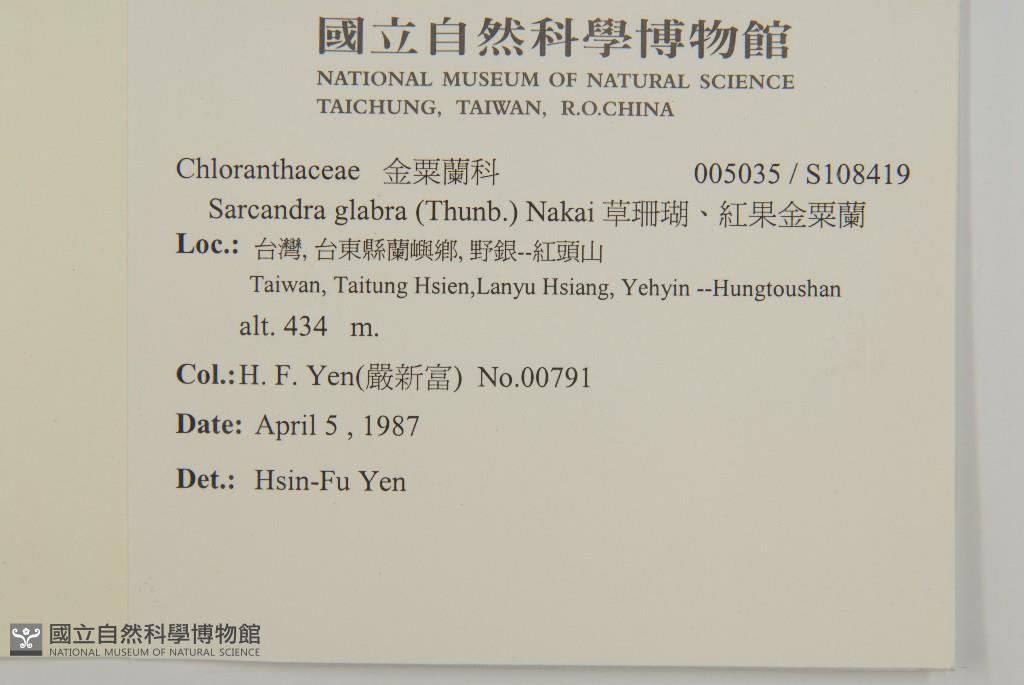 國立自然科學博物館
NATIONAL MUSEUM OF NATURAL SCIENCE
TAICHUNG, TAIWAN, R.O.CHINA
Chloranthaceae 金粟蘭科 005035 / S108419
Sarcandra glabra (Thunb.) Nakai 草珊瑚、紅果金粟蘭
Loc.: 台灣, 台東縣蘭嶼鄉, 野銀--紅頭山
Taiwan, Taitung Hsien,Lanyu Hsiang, Yehyin --Hungtoushan
alt. 434 m.
Col.:H. F. Yen(嚴新富) No.00791
Date: April 5 , 1987
Det.: Hsin-Fu Yen
國立自然科學博物館
NATIONAL MUSEUM OF NATURAL SCIENCE